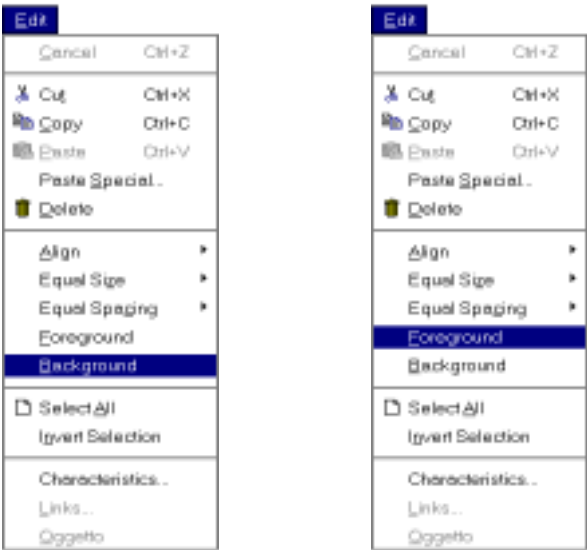 Edit
Cancel Ctrl+Z
Cut Ctrl+X
Copy Ctrl+C
Paste Ctrl+V
Paste Special...
Delete
Align
Equal Size
Equal Spacing
Foreground
Background
Select All
Invert Selection
Characteristics...
Links...
Oggetto
Edit
Cancel Ctrl+Z
Cut Ctrl+X
Copy Ctrl+C
Paste Ctrl+V
Paste Special...
Delete
Align
Equal Size
Equal Spacing
Foreground
Background
Select All
Invert Selection
Characteristics...
Links...
Oggetto